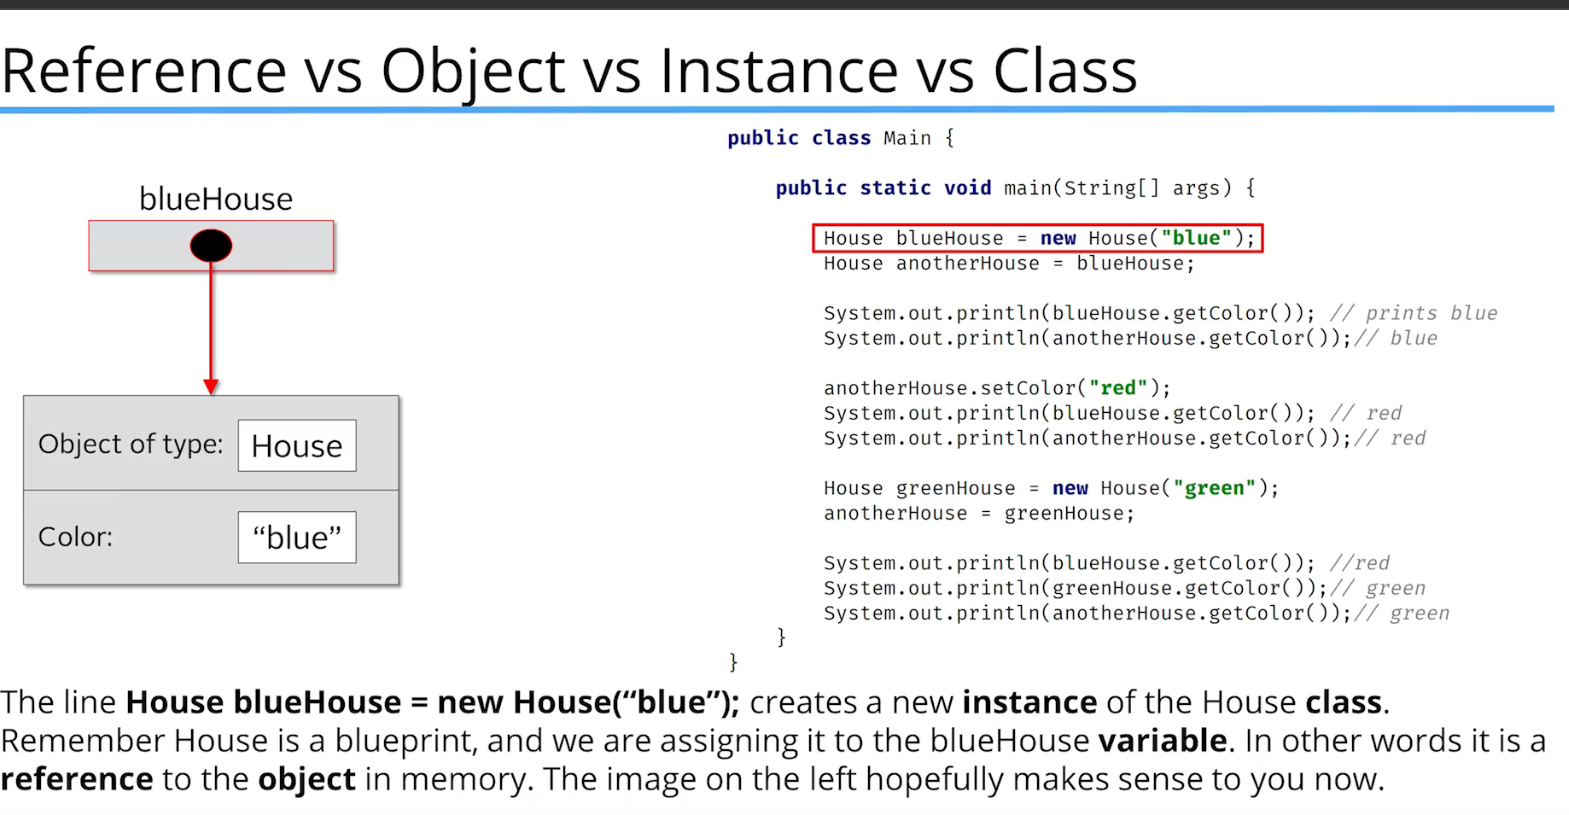 Reference vs Object vs Instance vs Class
blueHouse
Object of type: House
Color: “blue”
public class Main {
public static void main(String[] args) {
House blueHouse = new House("blue");
House anotherHouse = blueHouse;
System.out.println(blueHouse.getColor()); // prints blue
System.out.println(anotherHouse.getColor());// blue
anotherHouse.setColor("red");
System.out.println(blueHouse.getColor()); // red
System.out.println(anotherHouse.getColor());// red
House greenHouse = new House("green");
anotherHouse = greenHouse;
System.out.println(blueHouse.getColor()); //red
System.out.println(greenHouse.getColor());// green
System.out.println(anotherHouse.getColor());// green
}
}
The line House blueHouse = new House(“blue”); creates a new instance of the House class.
Remember House is a blueprint, and we are assigning it to the blueHouse variable. In other words it is a
reference to the object in memory. The image on the left hopefully makes sense to you now.